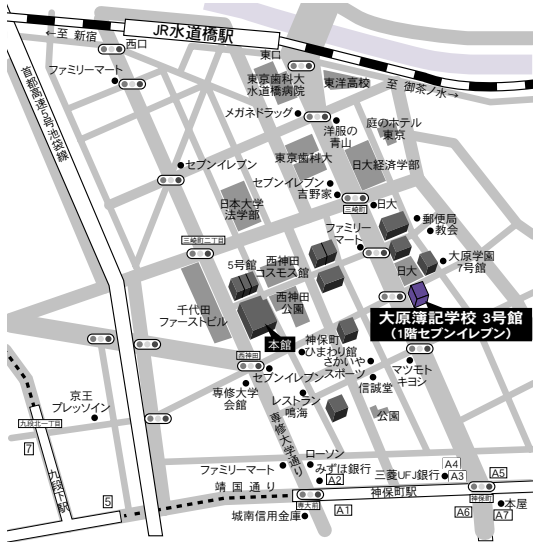 ←至 新宿
JR水道橋駅
西口
東口
ファミリーマート
東京歯科大
水道橋病院
東洋高校
至 御茶ノ水→
首都高速5号池袋線
メガネドラッグ
洋服の
青山
庭のホテル
東京
セブンイレブン
東京歯科大
日大経済学部
セブンイレブン
吉野家
日本大学
法学部
三崎町
日大
郵便局
教会
三崎町二丁目
ファミリー
マート
5号館
西神田
コスモス館
日大
大原学園
7号館
千代田
ファーストビル
西神田
公園
大原簿記学校 3号館
(1階セブンイレブン)
本館
神保町
ひまわり館
西神田
さかいや
スポーツ
マツモト
キヨシ
セブンイレブン
信誠堂
京王
プレッソイン
専修大学
会館
レストラン
鳴海
公園
九段北一丁目
専修大学通り
7
九段下駅
5
ローソン
ファミリーマート
みずほ銀行
三菱UFJ銀行
A4
A3
A5
靖国通り
A2
専大前
神保町駅
神保町
本屋
城南信用金庫
A1
A6
A7